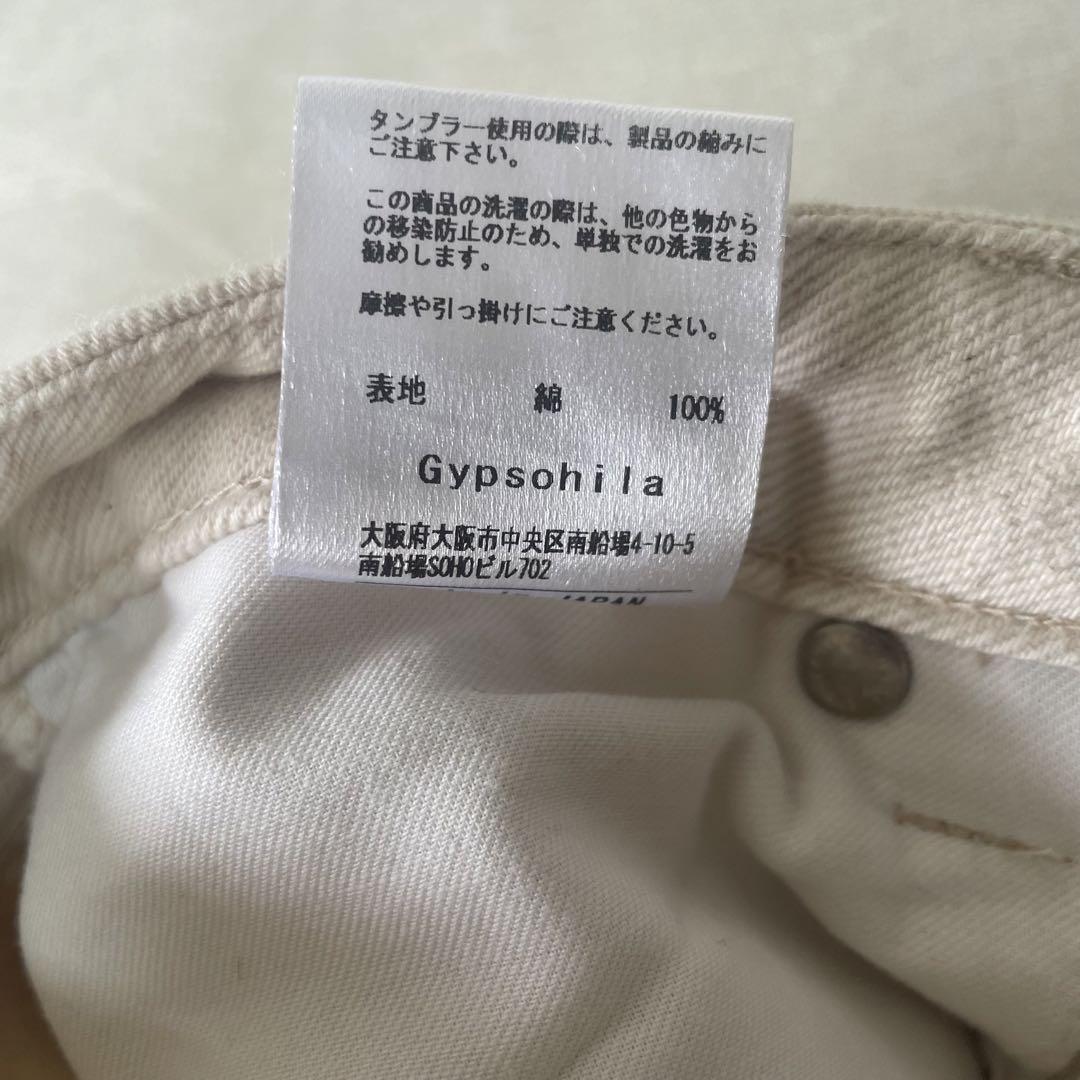 タンブラー使用の際は、製品の縮みに
ご注意下さい。
この商品の洗濯の際は、他の色物から
の移染防止のため、単独での洗濯をお
勧めします。
摩擦や引っ掛けにご注意ください。
表地 綿 100%
Gypsohila
大阪府大阪市中央区南船場4-10-5
南船場SOHOビル702
JAPAN